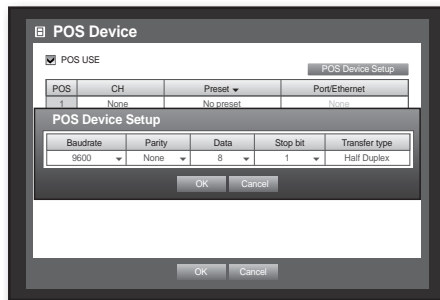 POS Device
POS USE
POS Device Setup
POS CH Preset Port/Ethernet
1 None No preset None
POS Device Setup
Baudrate Parity Data Stop bit Transfer type
9600 None 8 1 Half Duplex
OK Cancel
OK Cancel